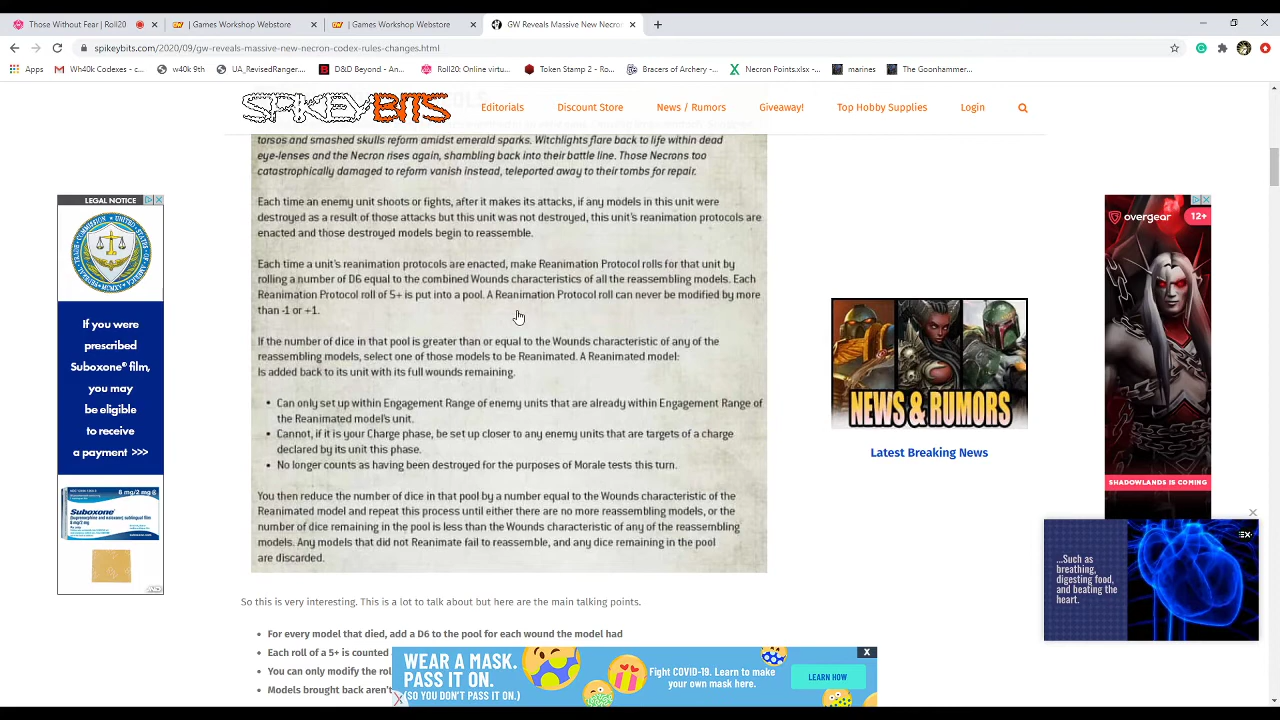 Those Without Fear | Roll20
Games Workshop Webstore
| Games Workshop Webstore
GW Reveals Massive New Necron
spikeybits.com/2020/09/gw-reveals-massive-new-necron-codex-rules-changes.html
Apps
Wh40k Codexes - c...
w40k 9th
UA_RevisedRanger....
D&D Beyond - An...
Roll20: Online virtu...
Token Stamp 2 - Ro...
Bracers of Archery -...
Necron Points.xlsx -...
marines
The Goonhammer...
SPIKEYBITS
Editorials
Discount Store
News / Rumors
Giveaway!
Top Hobby Supplies
Login
torsos and smashed skulls reform amidst emerald sparks. Witchlights flare back to life within dead
eye-lenses and the Necron rises again, shambling back into their battle line. Those Necrons too
catastrophically damaged to reform vanish instead, teleported away to their tombs for repair.
Each time an enemy unit shoots or fights, after it makes its attacks, if any models in this unit were
destroyed as a result of those attacks but this unit was not destroyed, this unit's reanimation protocols are
enacted and those destroyed models begin to reassemble.
Each time a unit's reanimation protocols are enacted, make Reanimation Protocol rolls for that unit by
rolling a number of D6 equal to the combined Wounds characteristics of all the reassembling models. Each
Reanimation Protocol roll of 5+ is put into a pool. A Reanimation Protocol roll can never be modified by more
than -1 or +1.
If the number of dice in that pool is greater than or equal to the Wounds characteristic of any of the
reassembling models, select one of those models to be Reanimated. A Reanimated model:
Is added back to its unit with its full wounds remaining.
• Can only set up within Engagement Range of enemy units that are already within Engagement Range of
the Reanimated model's unit.
• Cannot, if it is your Charge phase, be set up closer to any enemy units that are targets of a charge
declared by its unit this phase.
• No longer counts as having been destroyed for the purposes of Morale tests this turn.
You then reduce the number of dice in that pool by a number equal to the Wounds characteristic of the
Reanimated model and repeat this process until either there are no more reassembling models, or the
number of dice remaining in the pool is less than the Wounds characteristic of any of the reassembling
models. Any models that did not Reanimate fail to reassemble, and any dice remaining in the pool
are discarded.
So this is very interesting. This is a lot to talk about but here are the main talking points.
• For every model that died, add a D6 to the pool for each wound the model had
• Each roll of a 5+ is counted
• You can only modify the rol
• Models brought back aren't
LEGAL NOTICE
FEDERAL TRADE COMMISSION
UNITED STATES OF AMERICA
If you were
prescribed
Suboxone® film,
you may
be eligible
to receive
a payment >>>
8 mg/2 mg
Suboxone
NEWS & RUMORS
Latest Breaking News
overgear
12+
SHADOWLANDS IS COMING
...Such as
breathing,
digesting food,
and beating the
heart.
WEAR A MASK.
PASS IT ON.
(SO YOU DON'T PASS IT ON.)
Fight COVID-19. Learn to make
your own mask here.
LEARN HOW
X